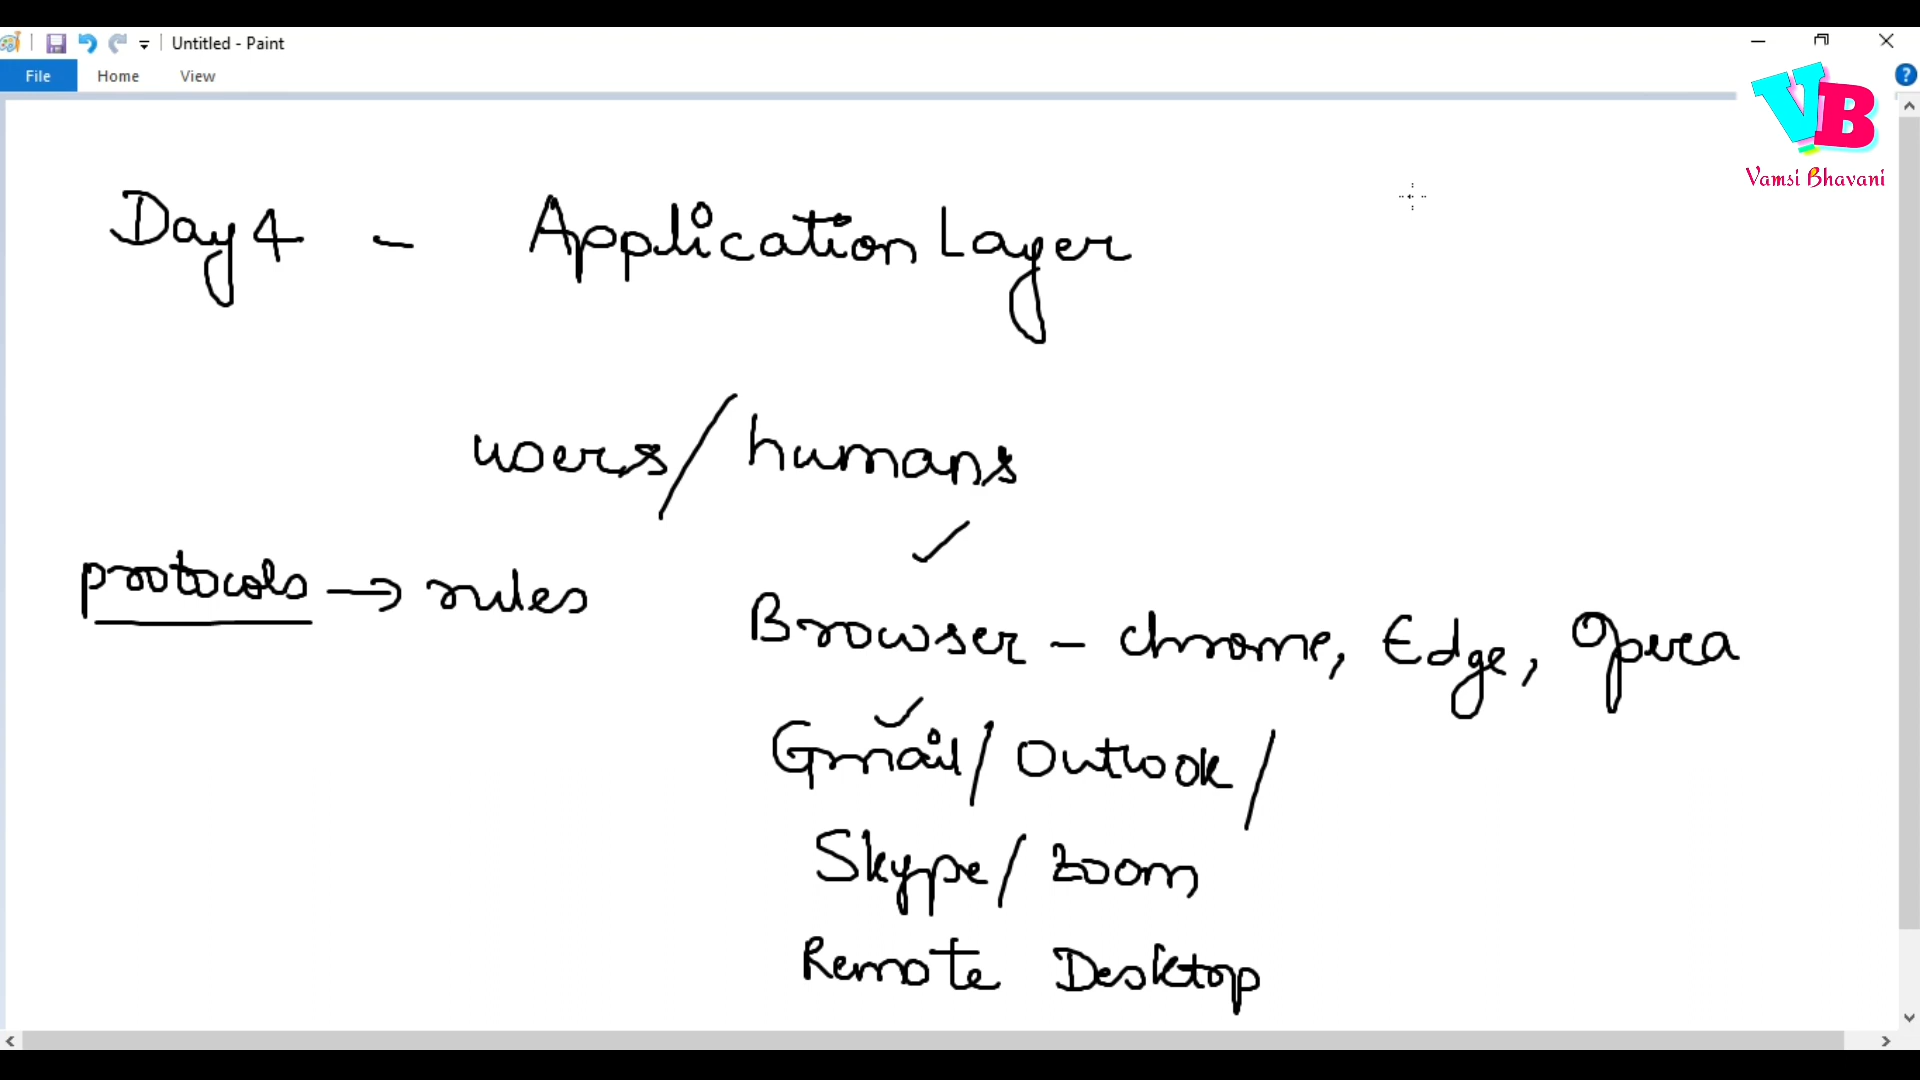 Untitled - Paint
File Home View
VB
Vamsi Bhavani
Day 4 - Application Layer
users/humans
protocols → rules
Browser - chrome, Edge, Opera
Gmail/Outlook/
Skype/zoom
Remote Desktop